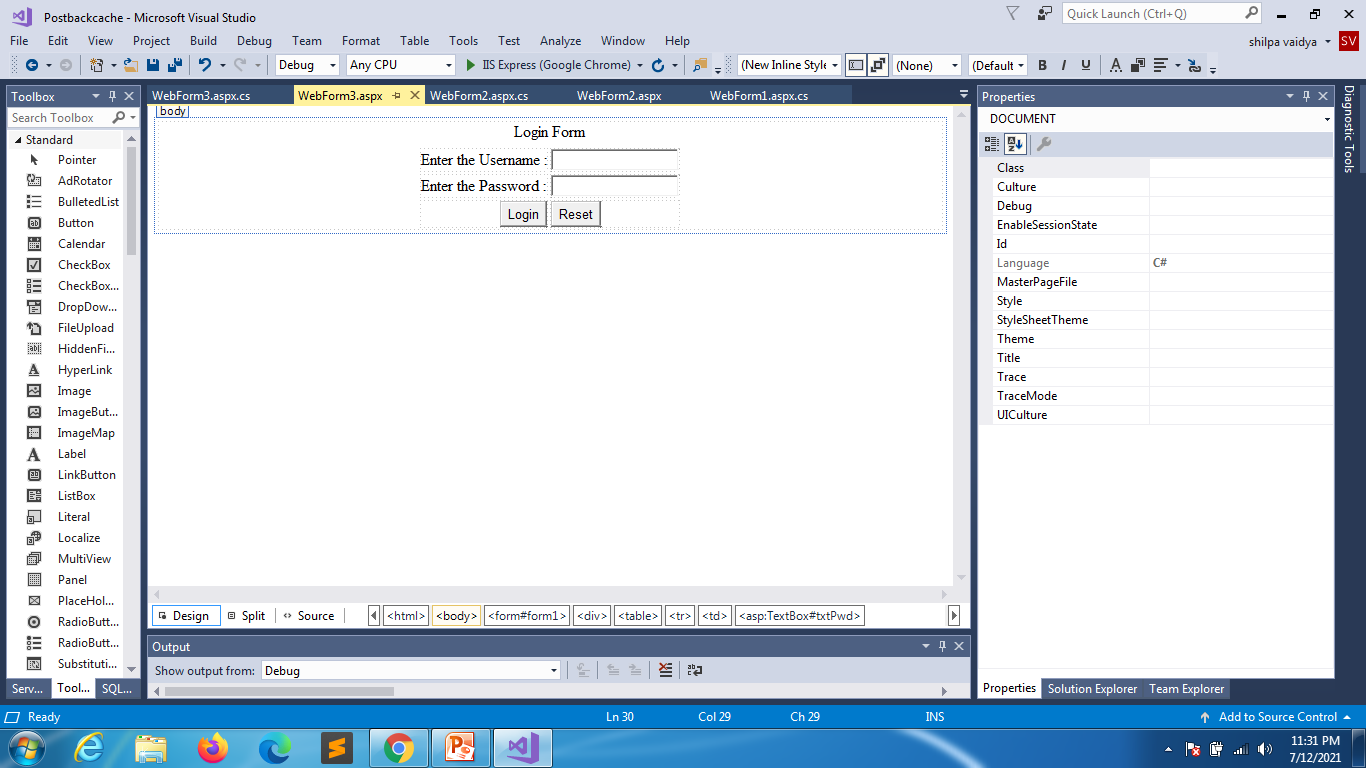 Postbackcache - Microsoft Visual Studio
Quick Launch (Ctrl+Q)
File Edit View Project Build Debug Team Format Table Tools Test Analyze Window Help
shilpa vaidya SV
Debug Any CPU IIS Express (Google Chrome) (New Inline Style (None) (Default B I U A
Toolbox
Search Toolbox
Standard
Pointer
AdRotator
BulletedList
Button
Calendar
CheckBox
CheckBox...
DropDow...
FileUpload
HiddenFi...
HyperLink
Image
ImageBut...
ImageMap
Label
LinkButton
ListBox
Literal
Localize
MultiView
Panel
PlaceHol...
RadioButt...
RadioButt...
Substituti...
Serv... Tool... SQL...
WebForm3.aspx.cs WebForm3.aspx WebForm2.aspx.cs WebForm2.aspx WebForm1.aspx.cs
body
Login Form
Enter the Username :
Enter the Password :
Login Reset
Design Split Source <html> <body> <form#form1> <div> <table> <tr> <td> <asp:TextBox#txtPwd>
Output
Show output from: Debug
Properties
DOCUMENT
Class
Culture
Debug
EnableSessionState
Id
Language C#
MasterPageFile
Style
StyleSheetTheme
Theme
Title
Trace
TraceMode
UICulture
Properties Solution Explorer Team Explorer
Diagnostic Tools
Ready Ln 30 Col 29 Ch 29 INS Add to Source Control
11:31 PM
7/12/2021